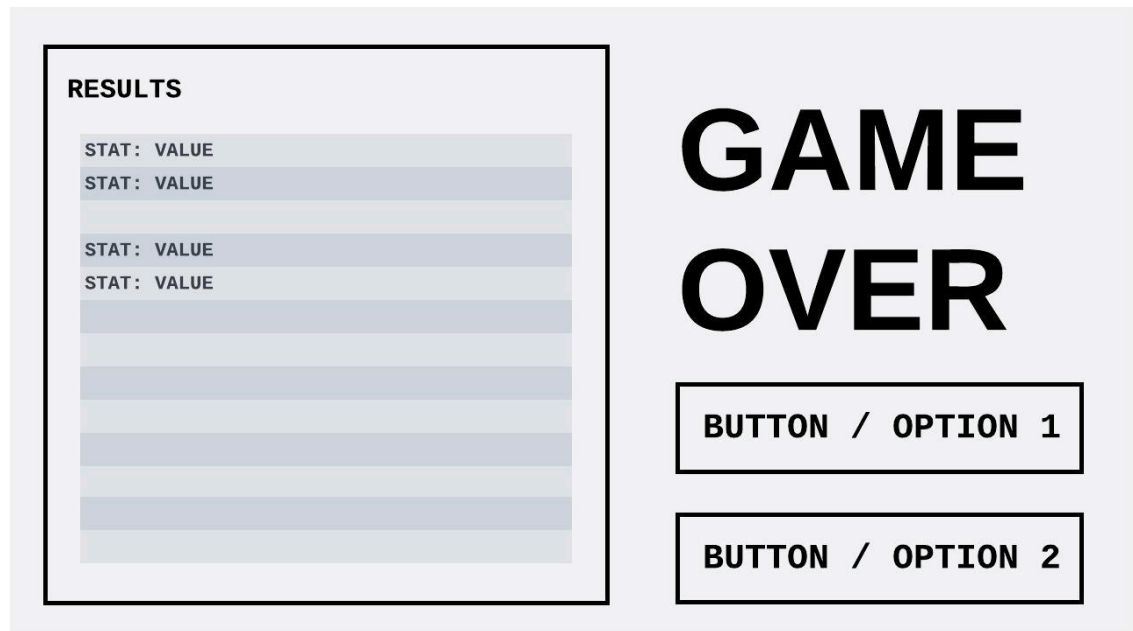 RESULTS
STAT: VALUE
STAT: VALUE
STAT: VALUE
STAT: VALUE
GAME
OVER
BUTTON / OPTION 1
BUTTON / OPTION 2